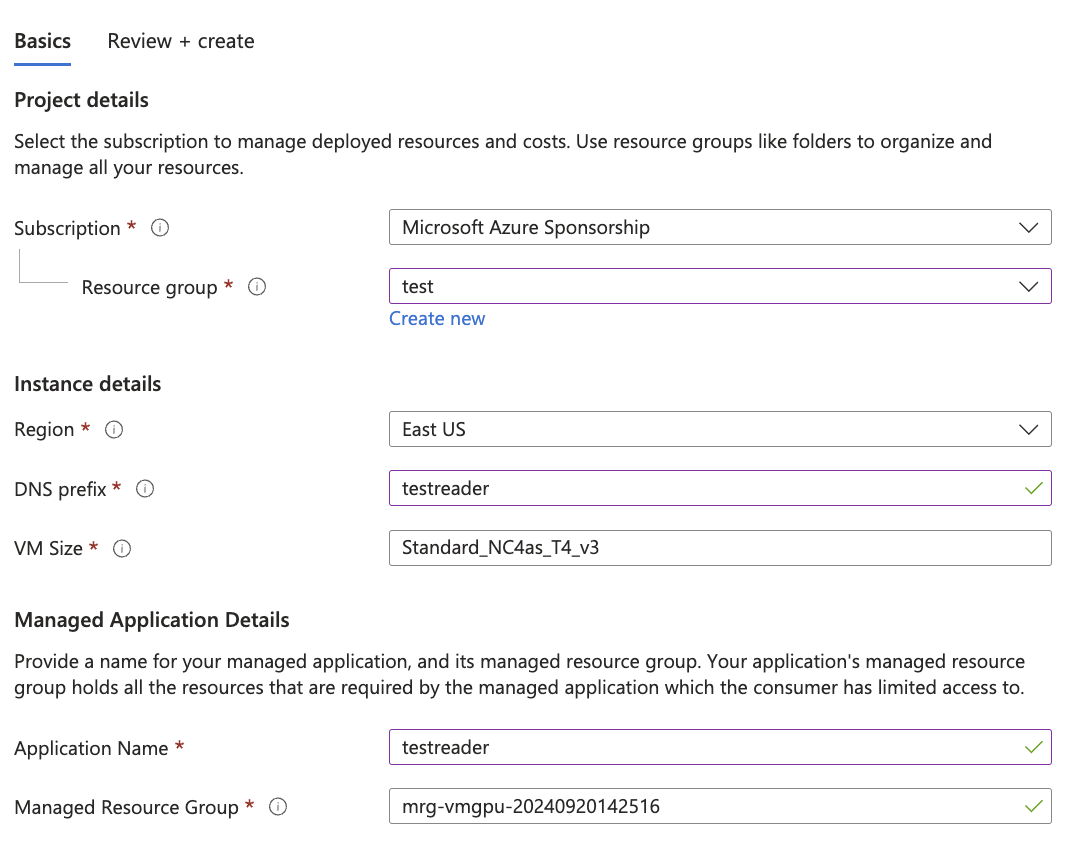 Basics Review + create
Project details
Select the subscription to manage deployed resources and costs. Use resource groups like folders to organize and
manage all your resources.
Subscription * Microsoft Azure Sponsorship
Resource group * test
Create new
Instance details
Region * East US
DNS prefix * testreader
VM Size * Standard_NC4as_T4_v3
Managed Application Details
Provide a name for your managed application, and its managed resource group. Your application's managed resource
group holds all the resources that are required by the managed application which the consumer has limited access to.
Application Name * testreader
Managed Resource Group * mrg-vmgpu-20240920142516